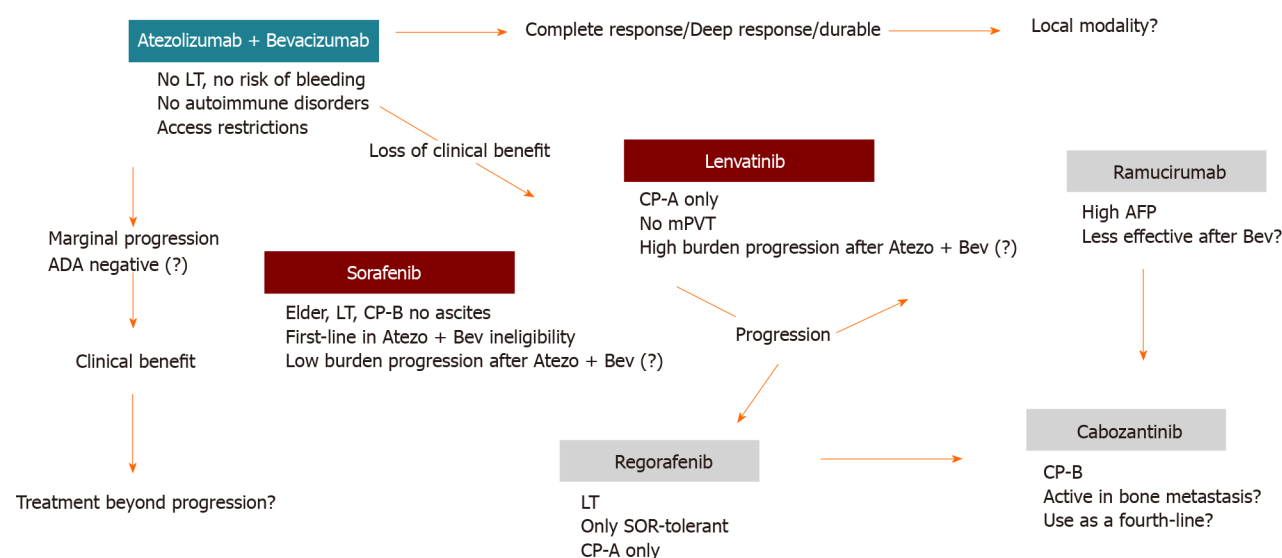 Atezolizumab + Bevacizumab
No LT, no risk of bleeding
No autoimmune disorders
Access restrictions
Complete response/Deep response/durable
Local modality?
Loss of clinical benefit
Marginal progression
ADA negative (?)
Clinical benefit
Treatment beyond progression?
Sorafenib
Elder, LT, CP-B no ascites
First-line in Atezo + Bev ineligibility
Low burden progression after Atezo + Bev (?)
Lenvatinib
CP-A only
No mPVT
High burden progression after Atezo + Bev (?)
Progression
Regorafenib
LT
Only SOR-tolerant
CP-A only
Ramucirumab
High AFP
Less effective after Bev?
Cabozantinib
CP-B
Active in bone metastasis?
Use as a fourth-line?